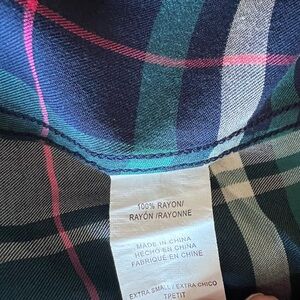 100% RAYON/
RAYÓN /RAYONNE
MADE IN CHINA
HECHO EN CHINA
FABRIQUÉ EN CHINE
EXTRA SMALL / EXTRA CHICO
TPETIT